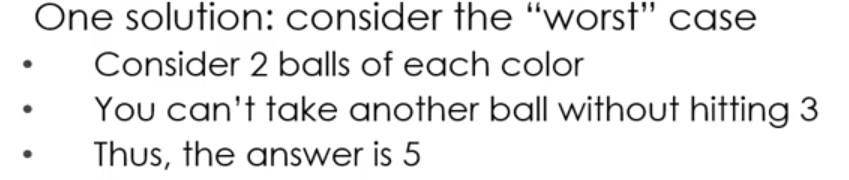 One solution: consider the “worst” case
• Consider 2 balls of each color
• You can’t take another ball without hitting 3
• Thus, the answer is 5